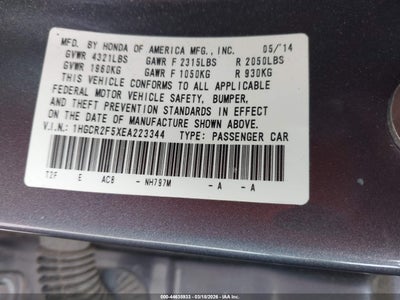 MFD. BY HONDA OF AMERICA MFG., INC. 05/14
GVWR 4321LBS GAWR F 2315LBS R 2050LBS
GVWR 1960KG GAWR F 1050KG R 930KG
THIS VEHICLE CONFORMS TO ALL APPLICABLE
FEDERAL MOTOR VEHICLE SAFETY, BUMPER,
AND THEFT PREVENTION STANDARDS IN EFFECT
ON THE DATE OF MANUFACTURE SHOWN ABOVE.
V.I.N.: 1HGCR2F5XEA223344 TYPE: PASSENGER CAR
T2F E AC8 - NH797M -A -A
800-44638933 - 03/18/2026 - IAA Inc.